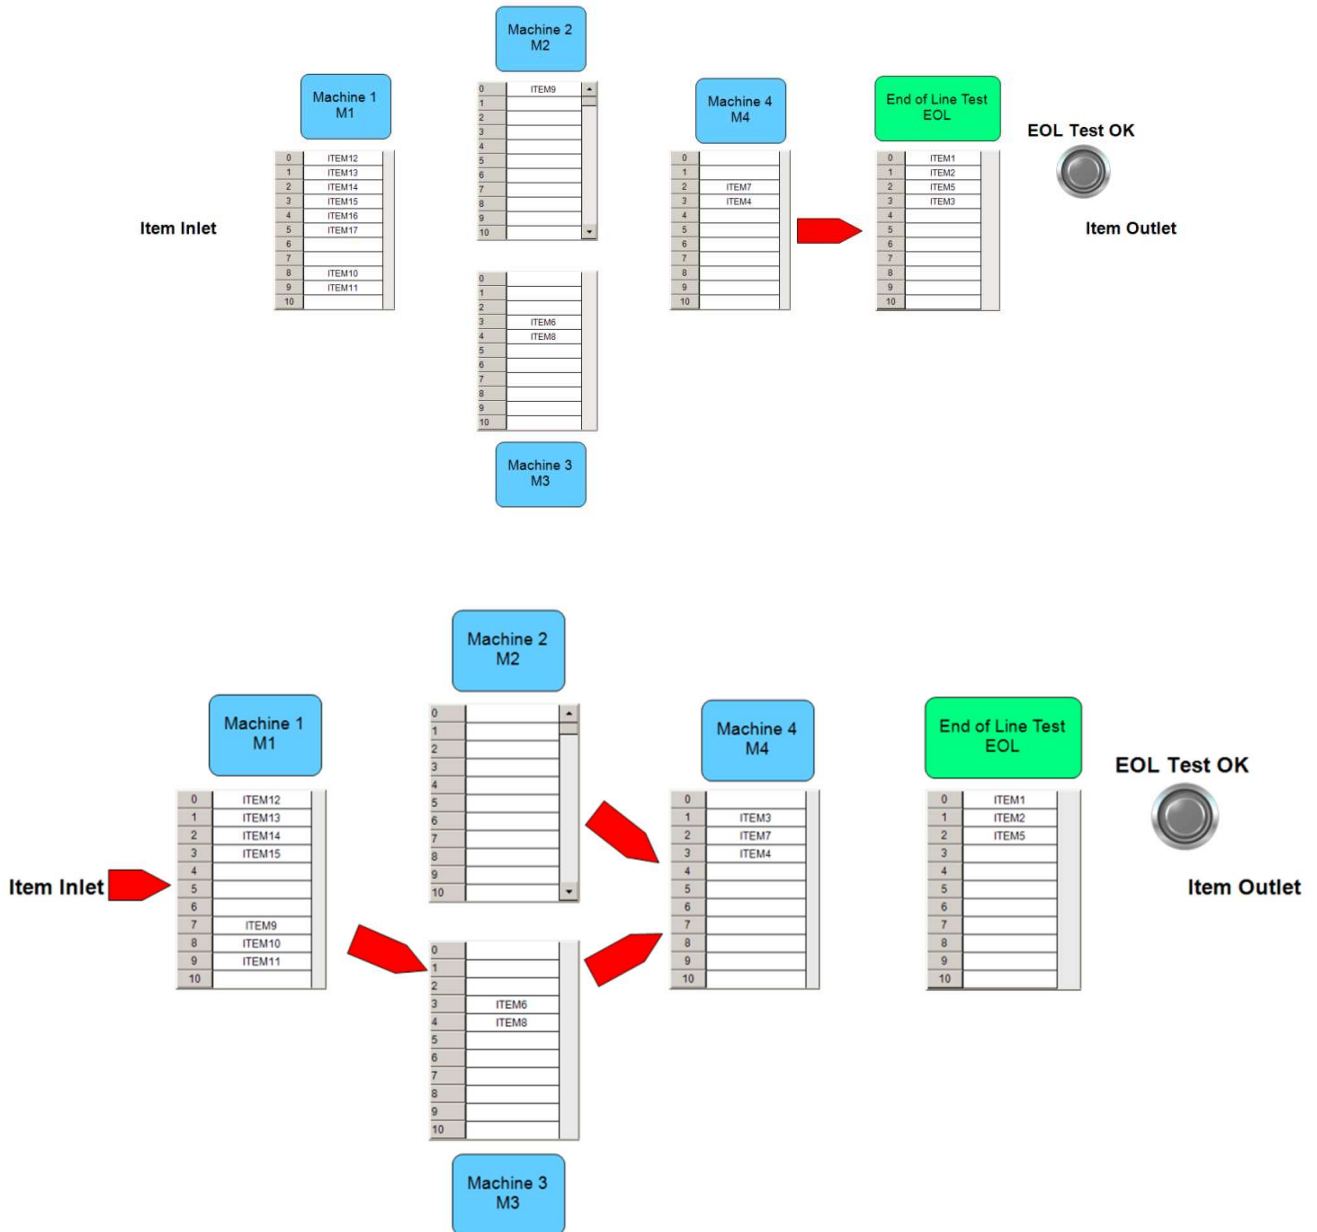 Machine 2
M2
Machine 1
M1
0 ITEM12
1 ITEM13
2 ITEM14
3 ITEM15
4 ITEM16
5 ITEM17
6
7
8 ITEM10
9 ITEM11
10
Item Inlet
0 ITEM9
1
2
3
4
5
6
7
8
9
10
0
1
2
3 ITEM6
4 ITEM8
5
6
7
8
9
10
Machine 3
M3
Machine 4
M4
0
1
2 ITEM7
3 ITEM4
4
5
6
7
8
9
10
End of Line Test
EOL
0 ITEM1
1 ITEM2
2 ITEM5
3 ITEM3
4
5
6
7
8
9
10
EOL Test OK
Item Outlet
Machine 2
M2
Machine 1
M1
0 ITEM12
1 ITEM13
2 ITEM14
3 ITEM15
4
5
6
7 ITEM9
8 ITEM10
9 ITEM11
10
Item Inlet
0
1
2
3
4
5
6
7
8
9
10
0
1
2
3 ITEM6
4 ITEM8
5
6
7
8
9
10
Machine 3
M3
Machine 4
M4
0
1 ITEM3
2 ITEM7
3 ITEM4
4
5
6
7
8
9
10
End of Line Test
EOL
0 ITEM1
1 ITEM2
2 ITEM5
3
4
5
6
7
8
9
10
EOL Test OK
Item Outlet